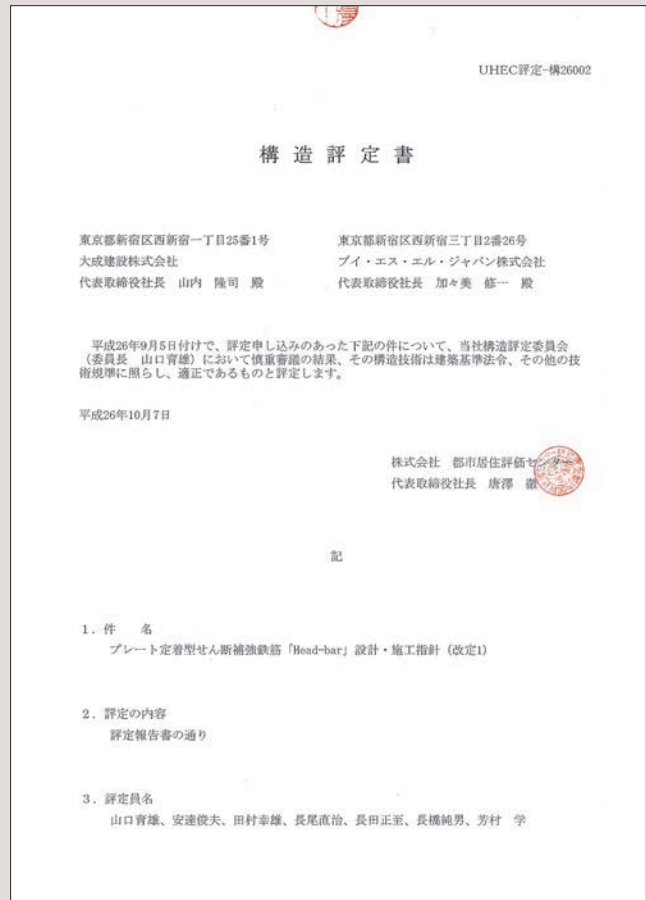 UHEC評定-構26002
構造評定書
東京都新宿区西新宿一丁目25番1号
大成建設株式会社
代表取締役社長 山内 隆司 殿
東京都新宿区西新宿三丁目2番26号
ブイ・エス・エル・ジャパン株式会社
代表取締役社長 加々美 修一 殿
平成26年9月5日付けで、評定申し込みのあった下記の件について、当社構造評定委員会
(委員長 山口育雄)において慎重審議の結果、その構造技術は建築基準法令、その他の技
術規準に照らし、適正であるものと評定します。
平成26年10月7日
株式会社 都市居住評価センター
代表取締役社長 唐澤 徹
記
1.件 名
プレート定着型せん断補強鉄筋「Head-bar」設計・施工指針(改定1)
2.評定の内容
評定報告書の通り
3.評定員名
山口育雄、安達俊夫、田村幸雄、長尾直治、長田正至、長橋純男、芳村 学